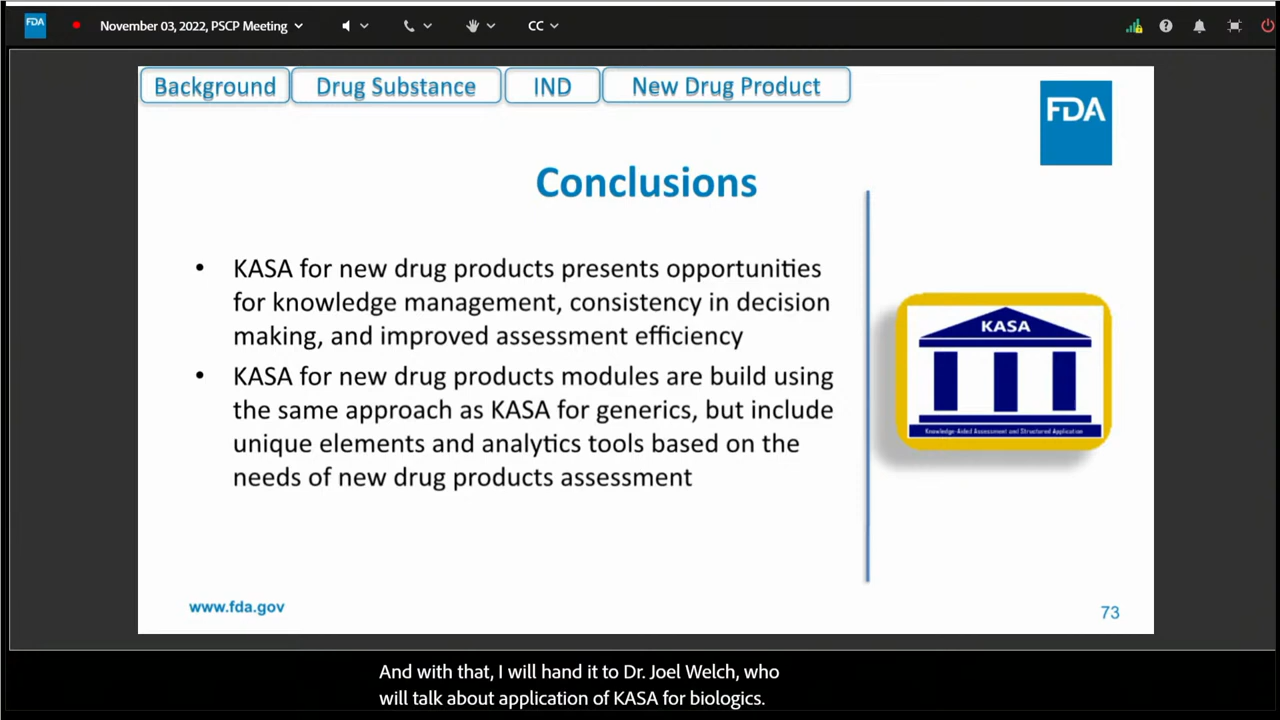 FDA
November 03, 2022, PSCP Meeting
CC
Background Drug Substance IND New Drug Product
FDA
Conclusions
• KASA for new drug products presents opportunities
for knowledge management, consistency in decision
making, and improved assessment efficiency
• KASA for new drug products modules are build using
the same approach as KASA for generics, but include
unique elements and analytics tools based on the
needs of new drug products assessment
KASA
Knowledge-Aided Assessment and Structured Application
www.fda.gov
73
And with that, I will hand it to Dr. Joel Welch, who
will talk about application of KASA for biologics.